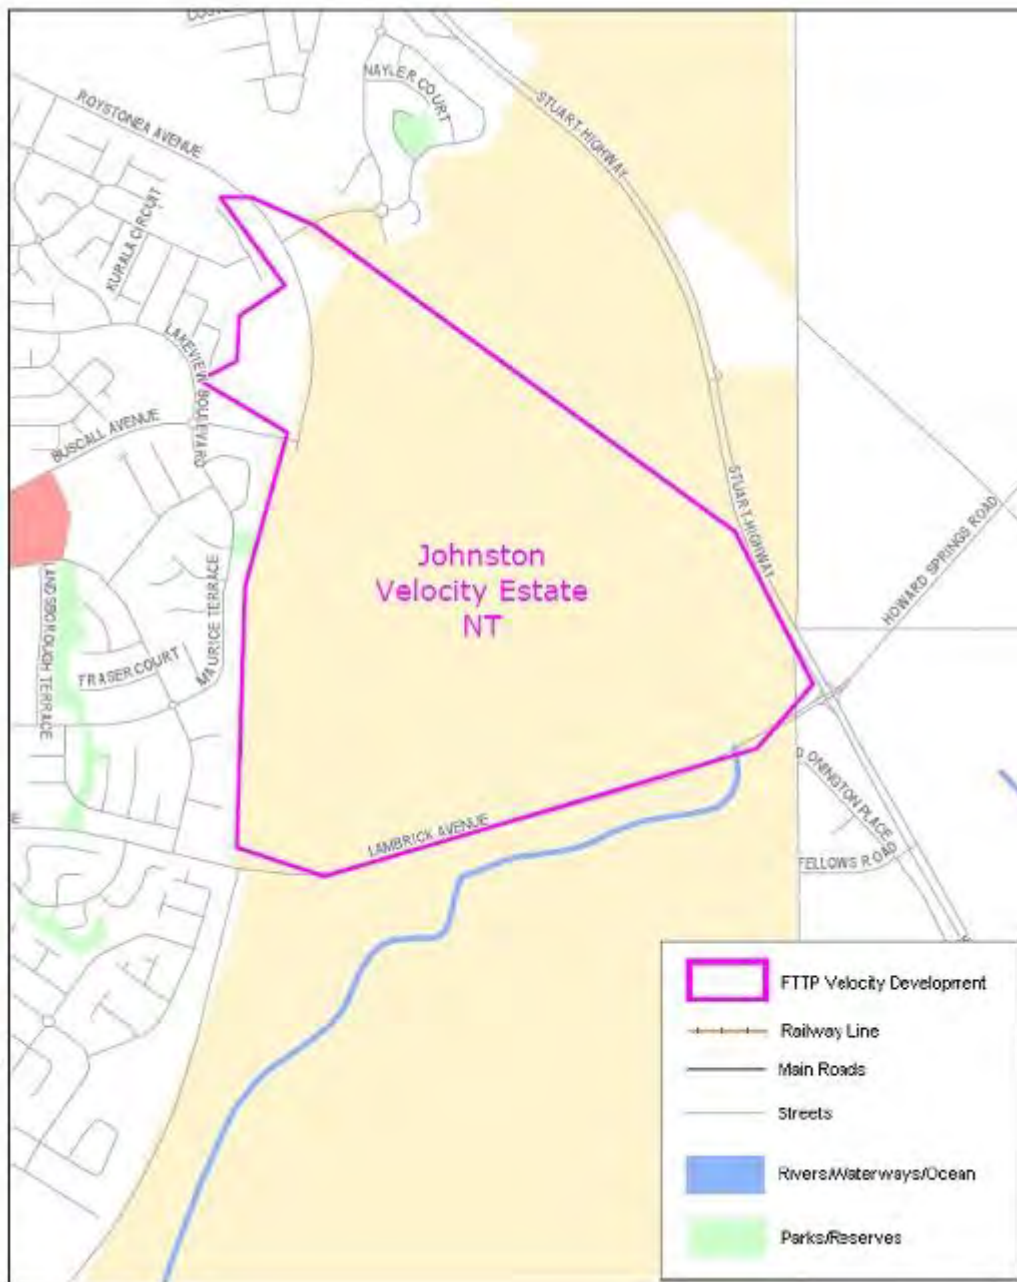 NAYLER COURT
STUART HIGHWAY
ROYSTONEA AVENUE
KURALA CIRCUIT
LAKEVIEW BOULEVARD
BUSCALL AVENUE
STUART HIGHWAY
HOWARD SPRINGS ROAD
Johnston
Velocity Estate
NT
LANDSBOROUGH TERRACE
MAURICE TERRACE
FRASER COURT
LAMBRICK AVENUE
FELLOWS ROAD
FTTP Velocity Development
Railway Line
Main Roads
Streets
Rivers/Waterways/Ocean
Parks/Reserves